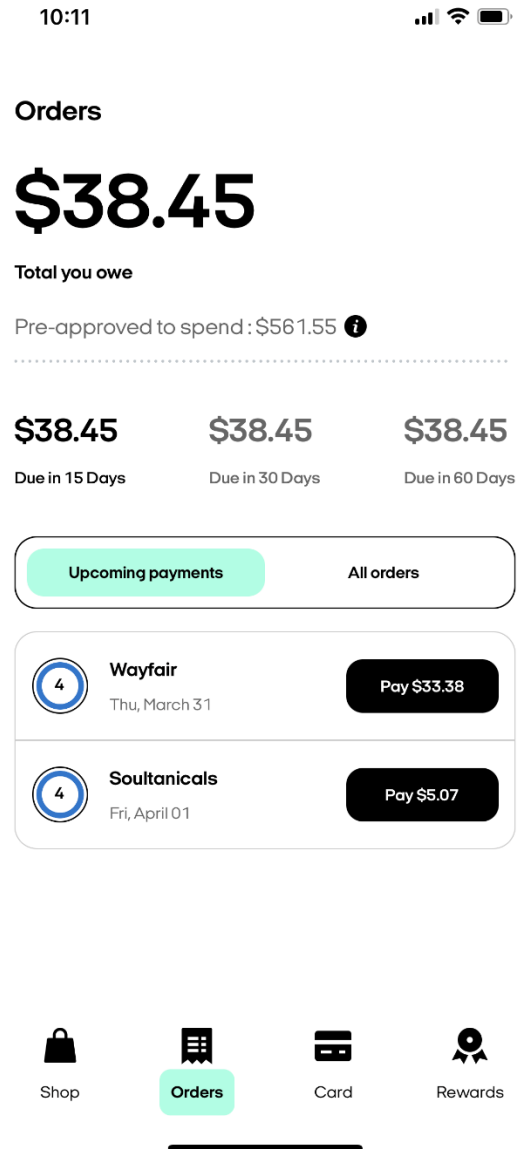 10:11
Orders
$38.45
Total you owe
Pre-approved to spend : $561.55 i
$38.45 $38.45 $38.45
Due in 15 Days Due in 30 Days Due in 60 Days
Upcoming payments All orders
4 Wayfair Pay $33.38
Thu, March 31
4 Soultanicals Pay $5.07
Fri, April 01
Shop Orders Card Rewards